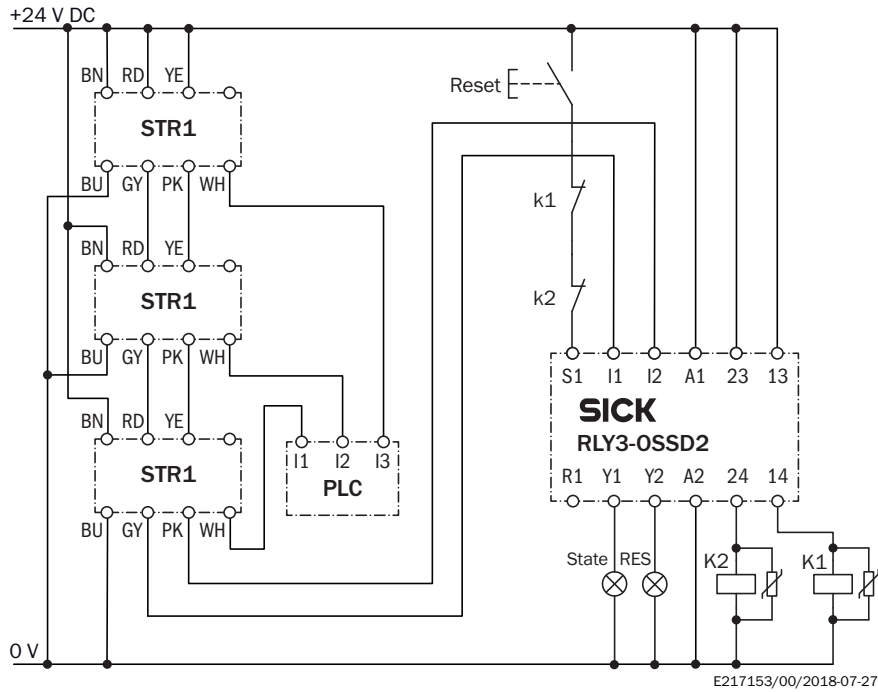 +24 V DC
BN RD YE
STR1
BU GY PK WH
BN RD YE
STR1
BU GY PK WH
BN RD YE
STR1
BU GY PK WH
I1 I2 I3
PLC
Reset
k1
k2
S1 I1 I2 A1 23 13
SICK
RLY3-OSSD2
R1 Y1 Y2 A2 24 14
State RES K2 K1
0 V
E217153/00/2018-07-27